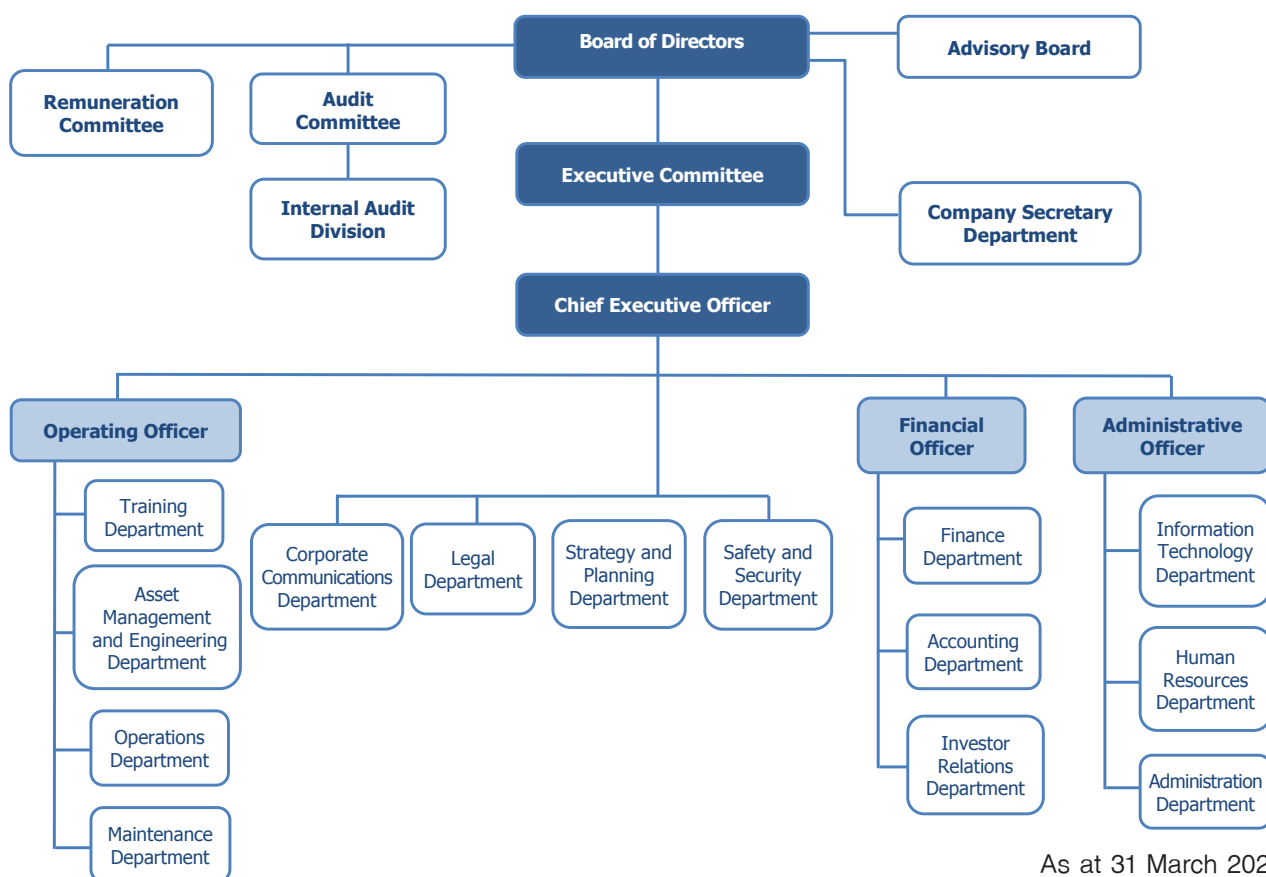 Board of Directors
Advisory Board
Remuneration
Committee
Audit
Committee
Executive Committee
Internal Audit
Division
Company Secretary
Department
Chief Executive Officer
Operating Officer
Financial
Officer
Administrative
Officer
Training
Department
Asset
Management
and Engineering
Department
Operations
Department
Maintenance
Department
Corporate
Communications
Department
Legal
Department
Strategy and
Planning
Department
Safety and
Security
Department
Finance
Department
Accounting
Department
Investor
Relations
Department
Information
Technology
Department
Human
Resources
Department
Administration
Department
As at 31 March 202